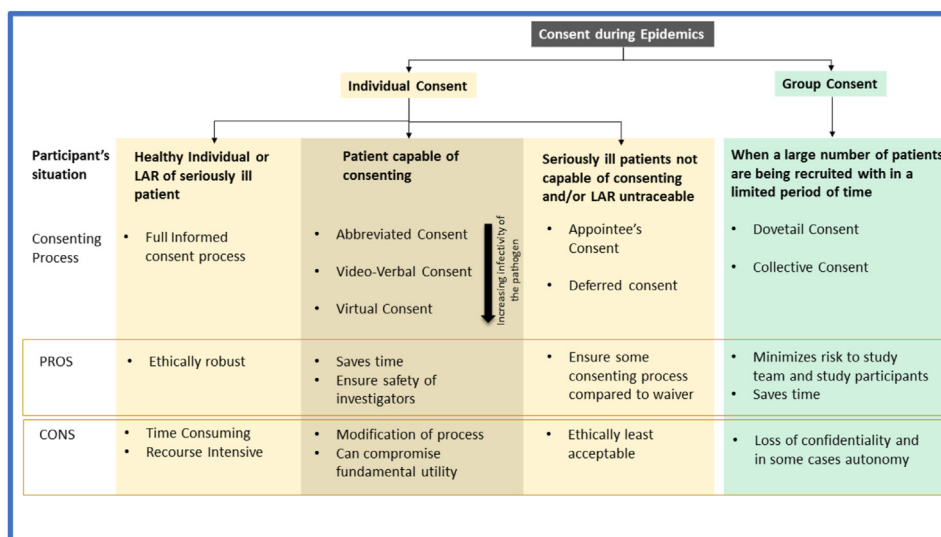 Consent during Epidemics
Individual Consent
Group Consent
Participant's
situation
Healthy Individual or
LAR of seriously ill
patient
Patient capable of
consenting
Seriously ill patients not
capable of consenting
and/or LAR untraceable
When a large number of patients
are being recruited with in a
limited period of time
Consenting
Process
• Full Informed
consent process
• Abbreviated Consent
• Video-Verbal Consent
• Virtual Consent
Increasing infectivity of
the pathogen
• Appointee's
Consent
• Deferred consent
• Dovetail Consent
• Collective Consent
PROS
• Ethically robust
• Saves time
• Ensure safety of
investigators
• Ensure some
consenting process
compared to waiver
• Minimizes risk to study
team and study participants
• Saves time
CONS
• Time Consuming
• Recourse Intensive
• Modification of process
• Can compromise
fundamental utility
• Ethically least
acceptable
• Loss of confidentiality and
in some cases autonomy